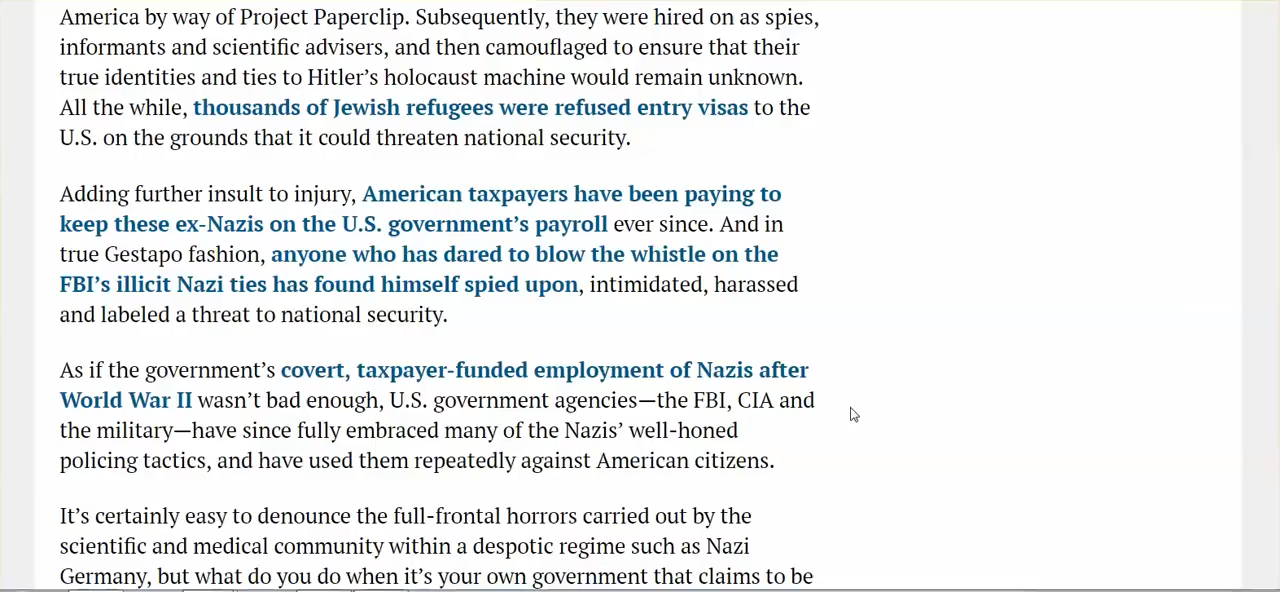 America by way of Project Paperclip. Subsequently, they were hired on as spies,
informants and scientific advisers, and then camouflaged to ensure that their
true identities and ties to Hitler’s holocaust machine would remain unknown.
All the while, thousands of Jewish refugees were refused entry visas to the
U.S. on the grounds that it could threaten national security.
Adding further insult to injury, American taxpayers have been paying to
keep these ex-Nazis on the U.S. government’s payroll ever since. And in
true Gestapo fashion, anyone who has dared to blow the whistle on the
FBI’s illicit Nazi ties has found himself spied upon, intimidated, harassed
and labeled a threat to national security.
As if the government’s covert, taxpayer-funded employment of Nazis after
World War II wasn’t bad enough, U.S. government agencies—the FBI, CIA and
the military—have since fully embraced many of the Nazis’ well-honed
policing tactics, and have used them repeatedly against American citizens.
It’s certainly easy to denounce the full-frontal horrors carried out by the
scientific and medical community within a despotic regime such as Nazi
Germany, but what do you do when it’s your own government that claims to be